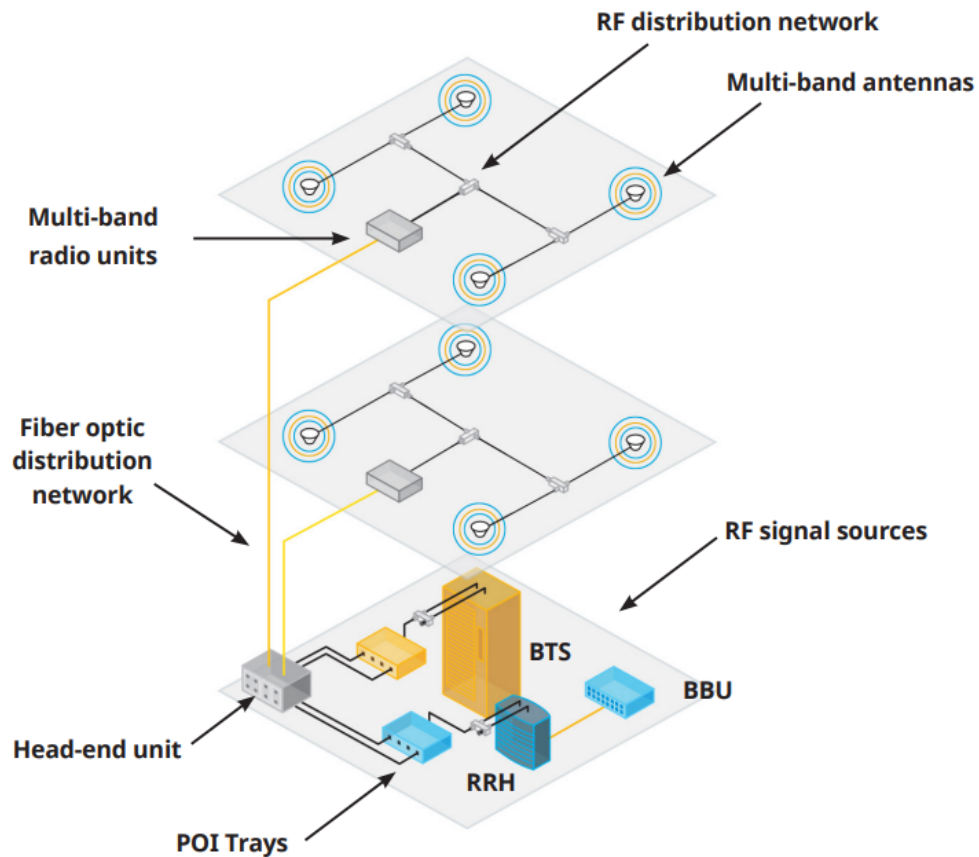 RF distribution network
Multi-band antennas
Multi-band
radio units
Fiber optic
distribution
network
RF signal sources
BTS
BBU
Head-end unit
RRH
POI Trays